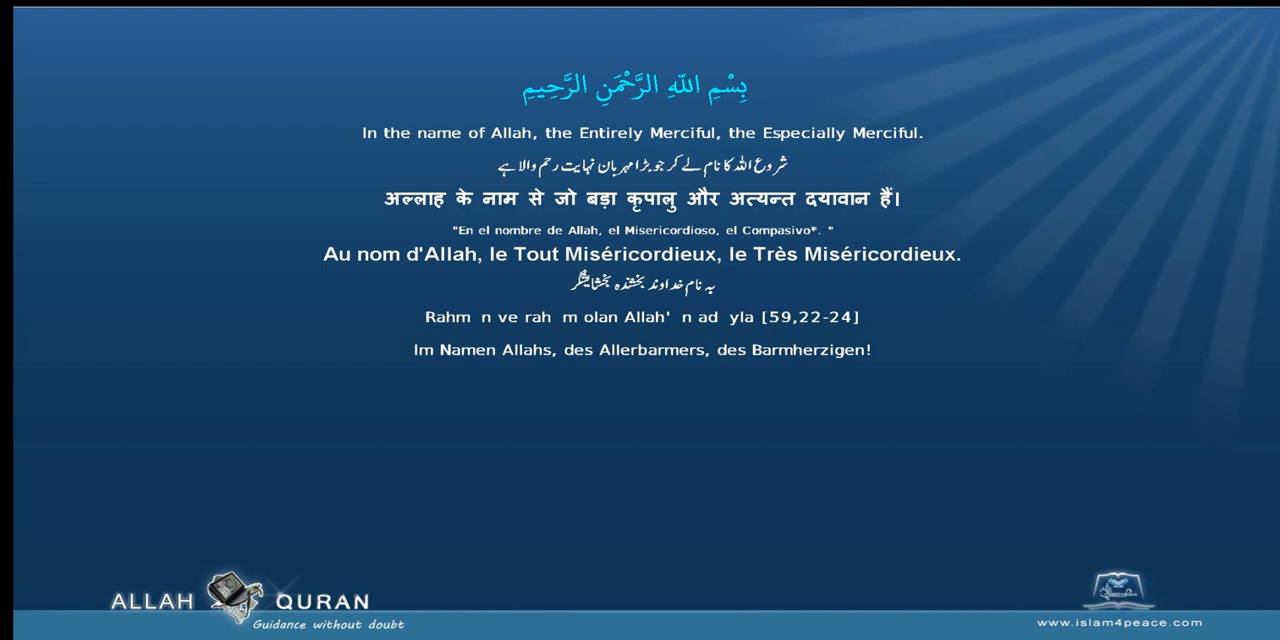 بِسْمِ اللّهِ الرَّحْمَنِ الرَّحِيمِ
In the name of Allah, the Entirely Merciful, the Especially Merciful.
شروع اللہ کا نام لے کر جو بڑا مہربان نہایت رحم والا ہے
अल्लाह के नाम से जो बड़ा कृपालु और अत्यन्त दयावान हैं।
"En el nombre de Allah, el Misericordioso, el Compasivo*. "
Au nom d'Allah, le Tout Miséricordieux, le Très Miséricordieux.
به نام خداوند بخشنده بخشایشگر
Rahm n ve rah m olan Allah' n ad yla [59,22-24]
Im Namen Allahs, des Allerbarmers, des Barmherzigen!
ALLAH QURAN
Guidance without doubt
www.islam4peace.com